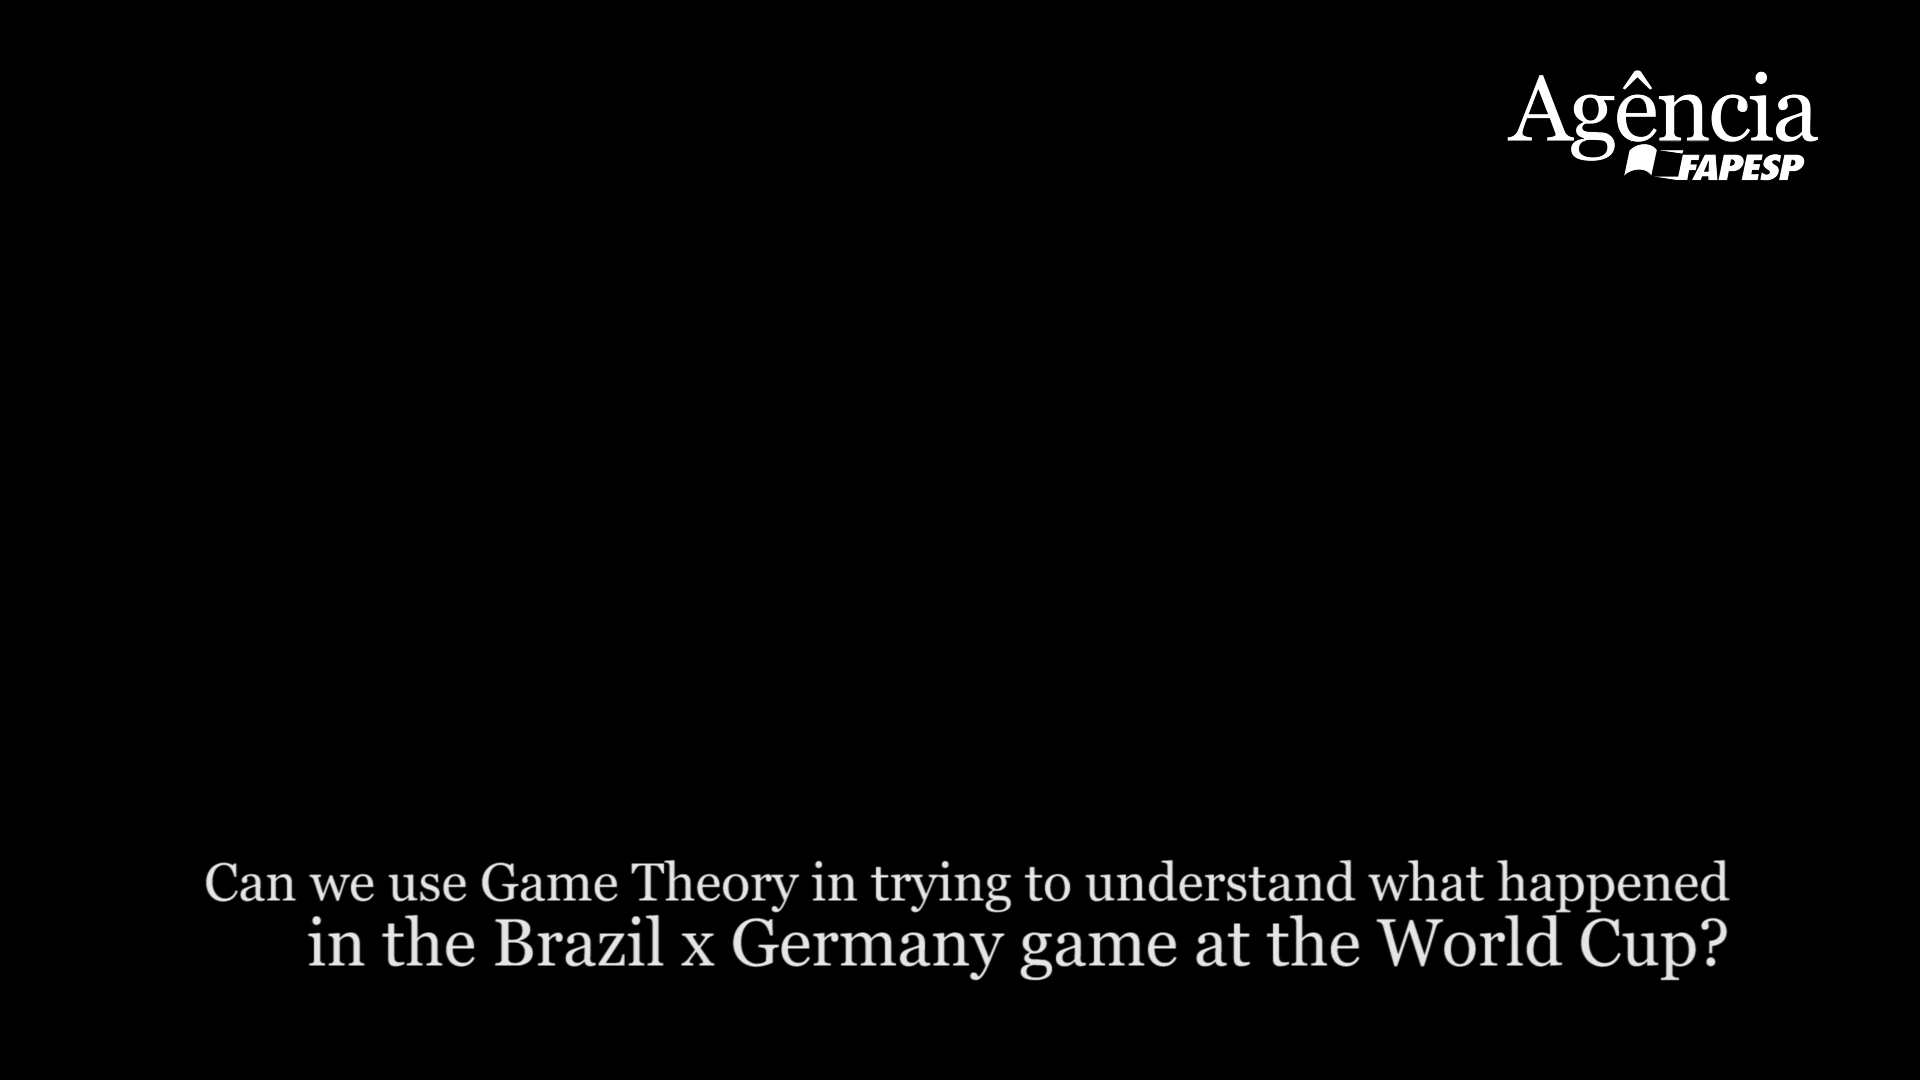 Agência
FAPESP
Can we use Game Theory in trying to understand what happened
in the Brazil x Germany game at the World Cup?